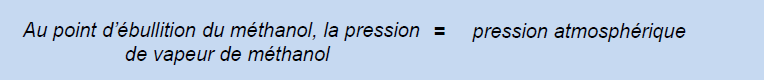 Au point d'ébullition du méthanol, la pression = pression atmosphérique
de vapeur de méthanol